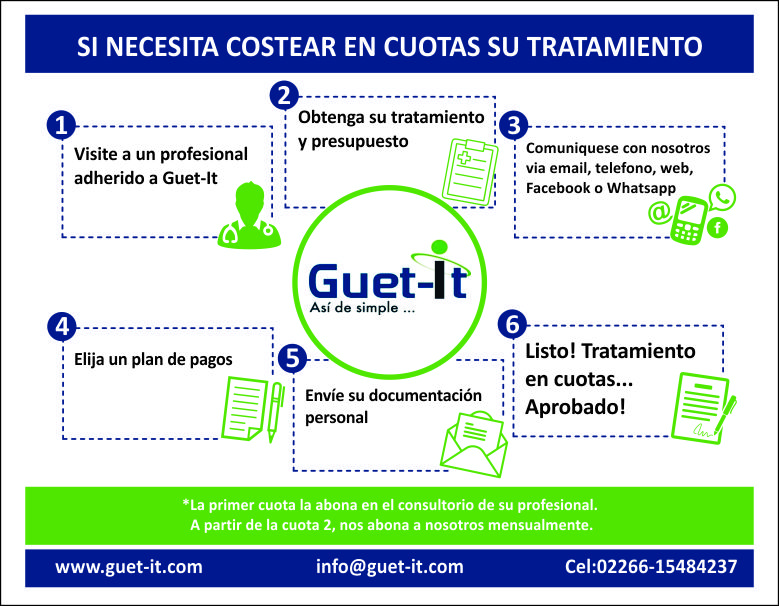 SI NECESITA COSTEAR EN CUOTAS SU TRATAMIENTO
1
Visite a un profesional
adherido a Guet-It
2
Obtenga su tratamiento
y presupuesto
3
Comuniquese con nosotros
via email, telefono, web,
Facebook o Whatsapp
@
f
Guet-It
Así de simple ...
4
Elija un plan de pagos
5
Envíe su documentación
personal
6
Listo! Tratamiento
en cuotas...
Aprobado!
*La primer cuota la abona en el consultorio de su profesional.
A partir de la cuota 2, nos abona a nosotros mensualmente.
www.guet-it.com
info@guet-it.com
Cel:02266-15484237